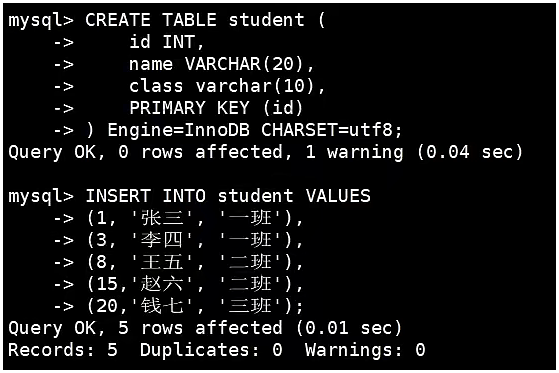 mysql> CREATE TABLE student (
    ->     id INT,
    ->     name VARCHAR(20),
    ->     class varchar(10),
    ->     PRIMARY KEY (id)
    -> ) Engine=InnoDB CHARSET=utf8;
Query OK, 0 rows affected, 1 warning (0.04 sec)
mysql> INSERT INTO student VALUES
    -> (1, '张三', '一班'),
    -> (3, '李四', '一班'),
    -> (8, '王五', '二班'),
    -> (15,'赵六', '二班'),
    -> (20,'钱七', '三班');
Query OK, 5 rows affected (0.01 sec)
Records: 5  Duplicates: 0  Warnings: 0